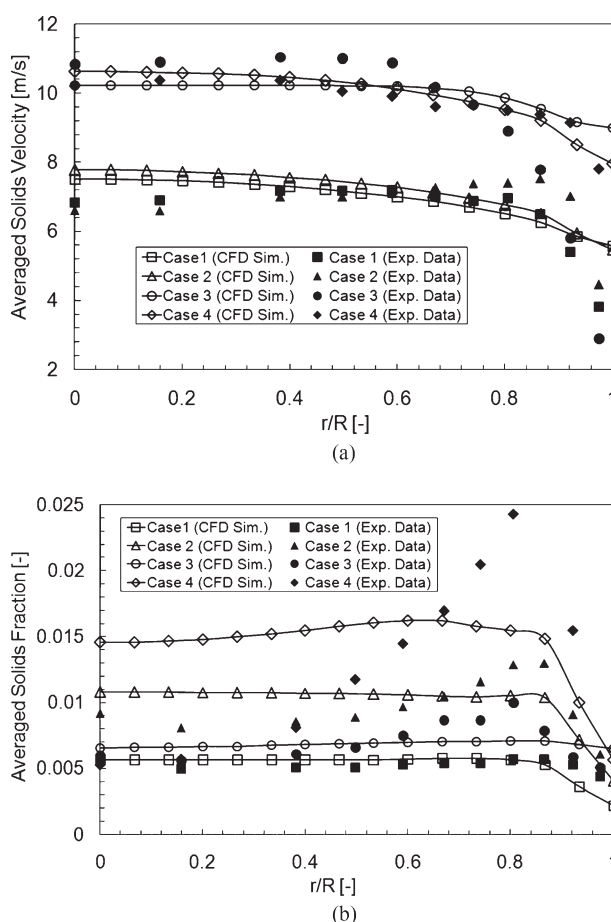 12
10
8
6
4
2
Averaged Solids Velocity [m/s]
Case1 (CFD Sim.) Case 1 (Exp. Data)
Case 2 (CFD Sim.) Case 2 (Exp. Data)
Case 3 (CFD Sim.) Case 3 (Exp. Data)
Case 4 (CFD Sim.) Case 4 (Exp. Data)
0 0.2 0.4 0.6 0.8 1
r/R [-]
(a)
0.025
0.02
0.015
0.01
0.005
0
Averaged Solids Fraction [-]
Case1 (CFD Sim.) Case 1 (Exp. Data)
Case 2 (CFD Sim.) Case 2 (Exp. Data)
Case 3 (CFD Sim.) Case 3 (Exp. Data)
Case 4 (CFD Sim.) Case 4 (Exp. Data)
0 0.2 0.4 0.6 0.8 1
r/R [-]
(b)